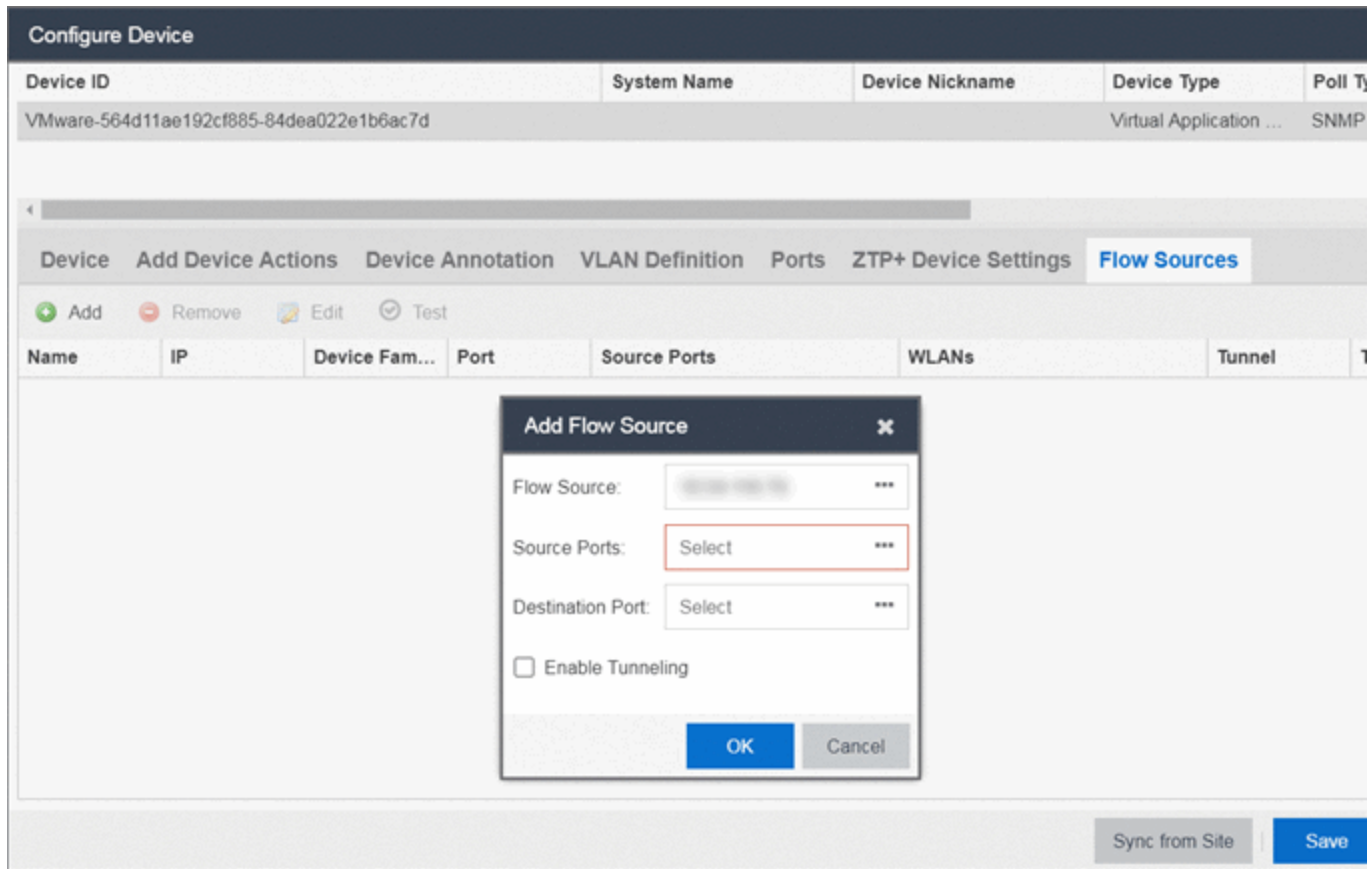 Configure Device
Device ID System Name Device Nickname Device Type Poll Ty
VMware-564d11ae192cf885-84dea022e1b6ac7d Virtual Application ... SNMP
Device Add Device Actions Device Annotation VLAN Definition Ports ZTP+ Device Settings Flow Sources
Add Remove Edit Test
Name IP Device Fam... Port Source Ports WLANs Tunnel T
Add Flow Source
Flow Source: ...
Source Ports: Select ...
Destination Port: Select ...
Enable Tunneling
OK Cancel
Sync from Site Save